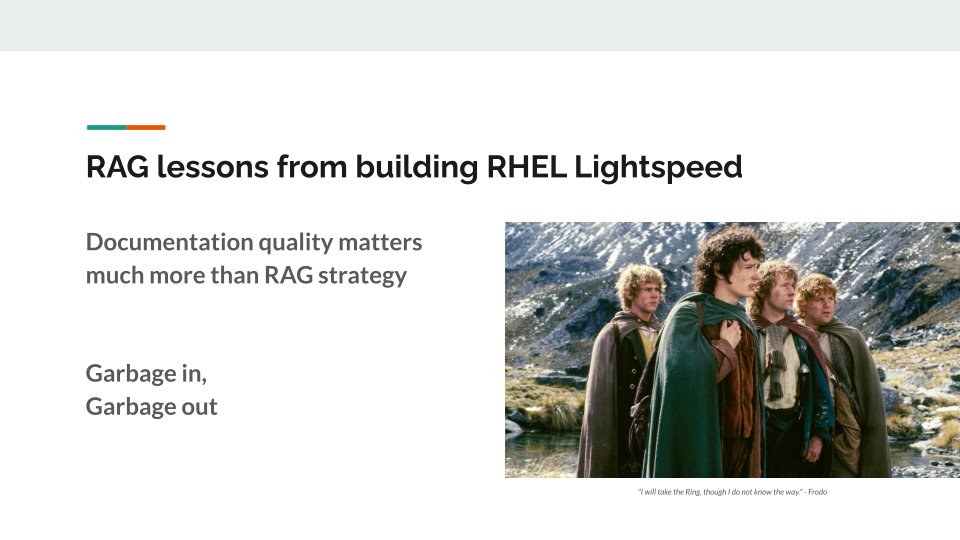 RAG lessons from building RHEL Lightspeed
Documentation quality matters
much more than RAG strategy
Garbage in,
Garbage out
"I will take the Ring, though I do not know the way." - Frodo